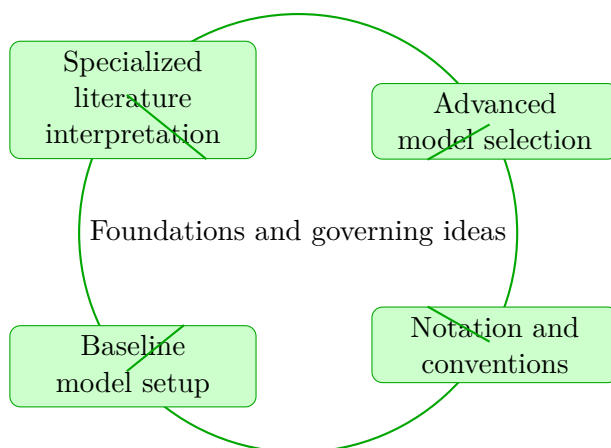 Specialized
literature
interpretation
Advanced
model selection
Foundations and governing ideas
Baseline
model setup
Notation and
conventions